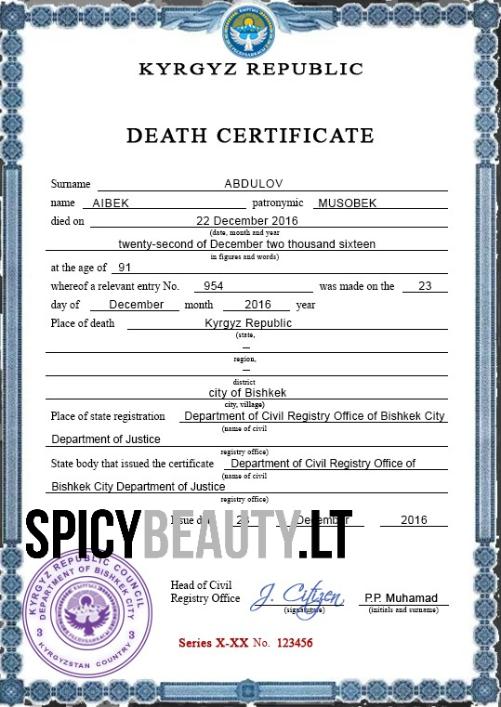 KYRGYZ REPUBLIC
DEATH CERTIFICATE
Surname ABDULOV
name AIBEK patronymic MUSOBEK
died on 22 December 2016
(date, month and year
twenty-second of December two thousand sixteen
in figures and words)
at the age of 91
whereof a relevant entry No. 954 was made on the 23
day of December month 2016 year
Place of death Kyrgyz Republic
(state,
—
region,
—
district
city of Bishkek
city, village)
Place of state registration Department of Civil Registry Office of Bishkek City
(name of civil
Department of Justice
registry office)
State body that issued the certificate Department of Civil Registry Office of
(name of civil
Bishkek City Department of Justice
registry office)
Issue date 23 December 2016
SPICYBEAUTY.LT
KYRGYZ REPUBLIC COUNCIL
DEPARTMENT OF BISHKEK CITY
3 3
KYRGYZSTAN COUNTRY
Head of Civil
Registry Office J. Citizen P.P. Muhamad
(signature) (initials and surname)
Series X-XX No. 123456